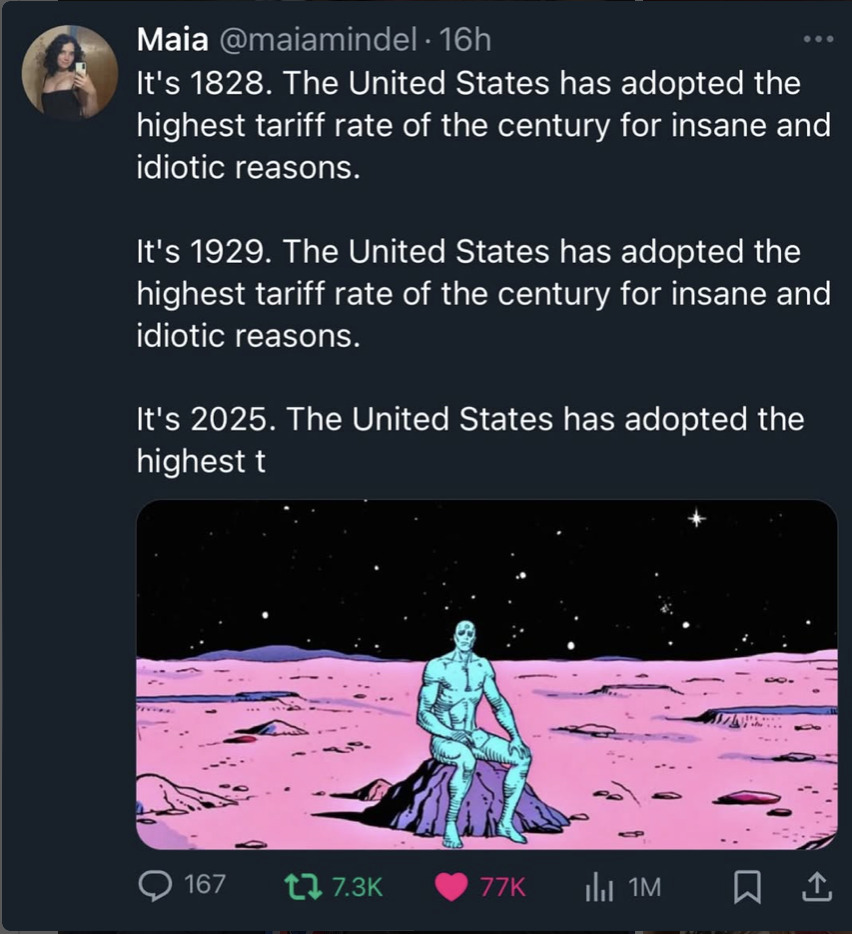 Maia @maiamindel · 16h
It's 1828. The United States has adopted the
highest tariff rate of the century for insane and
idiotic reasons.
It's 1929. The United States has adopted the
highest tariff rate of the century for insane and
idiotic reasons.
It's 2025. The United States has adopted the
highest t
167 7.3K 77K 1M